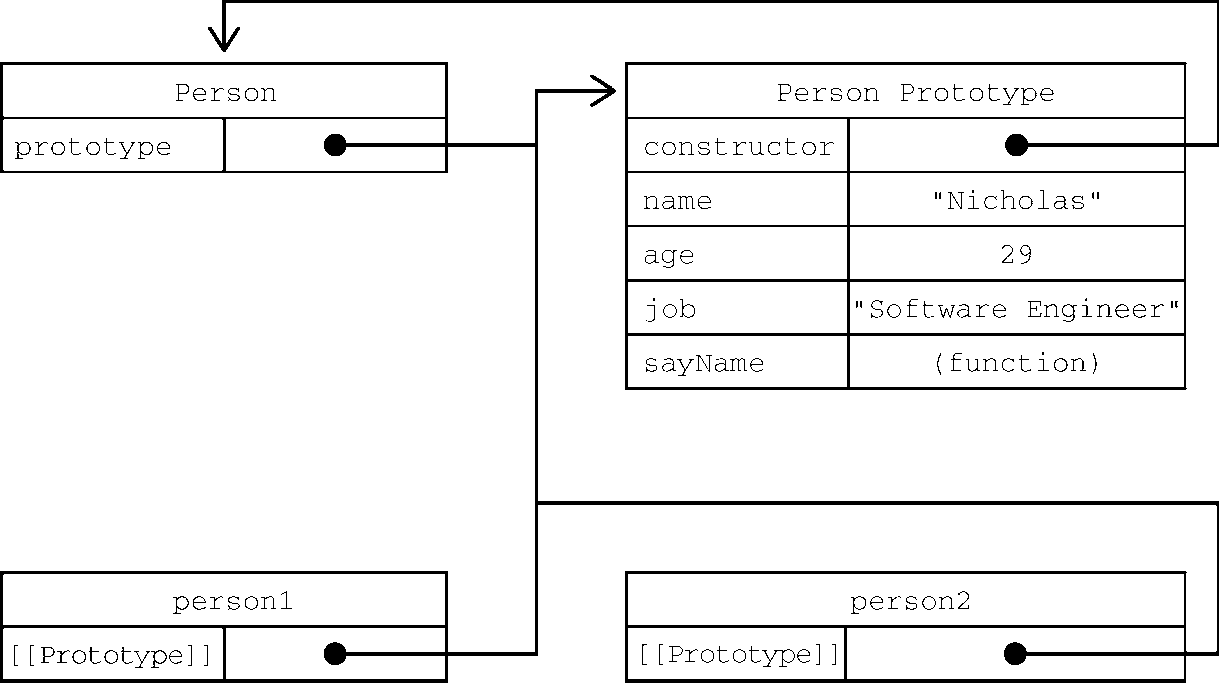 Person
prototype
Person Prototype
constructor
name "Nicholas"
age 29
job "Software Engineer"
sayName (function)
person1
[[Prototype]]
person2
[[Prototype]]